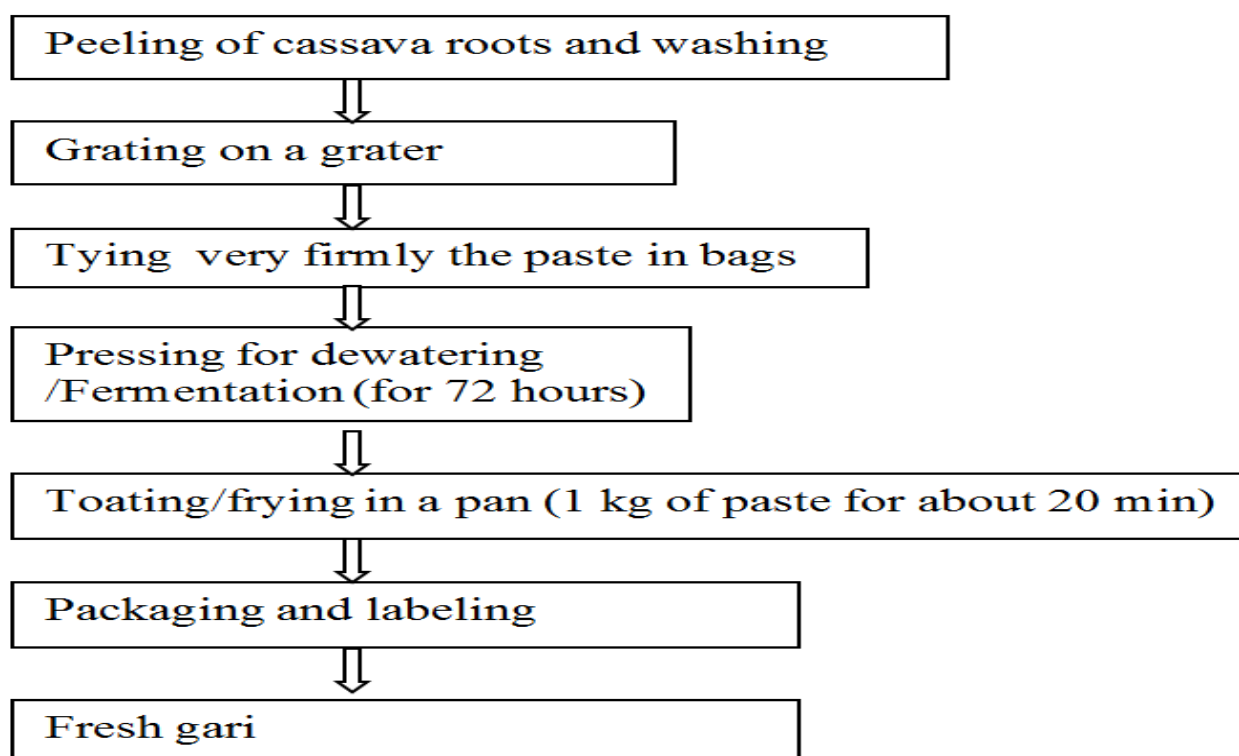 Peeling of cassava roots and washing
Grating on a grater
Tying very firmly the paste in bags
Pressing for dewatering
/Fermentation (for 72 hours)
Toating/frying in a pan (1 kg of paste for about 20 min)
Packaging and labeling
Fresh gari